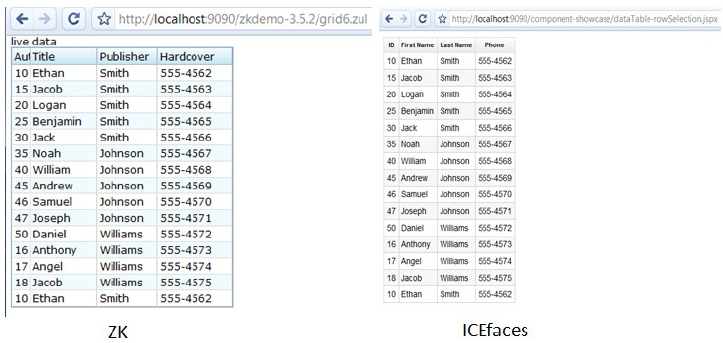 http://localhost:9090/zkdemo-3.5.2/grid6.zul
live data
Aut Title Publisher Hardcover
10 Ethan Smith 555-4562
15 Jacob Smith 555-4563
20 Logan Smith 555-4564
25 Benjamin Smith 555-4565
30 Jack Smith 555-4566
35 Noah Johnson 555-4567
40 William Johnson 555-4568
45 Andrew Johnson 555-4569
46 Samuel Johnson 555-4570
47 Joseph Johnson 555-4571
50 Daniel Williams 555-4572
16 Anthony Williams 555-4573
17 Angel Williams 555-4574
18 Jacob Williams 555-4575
10 Ethan Smith 555-4562
ZK
http://localhost:9090/component-showcase/dataTable-rowSelection.jspx
ID First Name Last Name Phone
10 Ethan Smith 555-4562
15 Jacob Smith 555-4563
20 Logan Smith 555-4564
25 Benjamin Smith 555-4565
30 Jack Smith 555-4566
35 Noah Johnson 555-4567
40 William Johnson 555-4568
45 Andrew Johnson 555-4569
46 Samuel Johnson 555-4570
47 Joseph Johnson 555-4571
50 Daniel Williams 555-4572
16 Anthony Williams 555-4573
17 Angel Williams 555-4574
18 Jacob Williams 555-4575
10 Ethan Smith 555-4562
ICEfaces